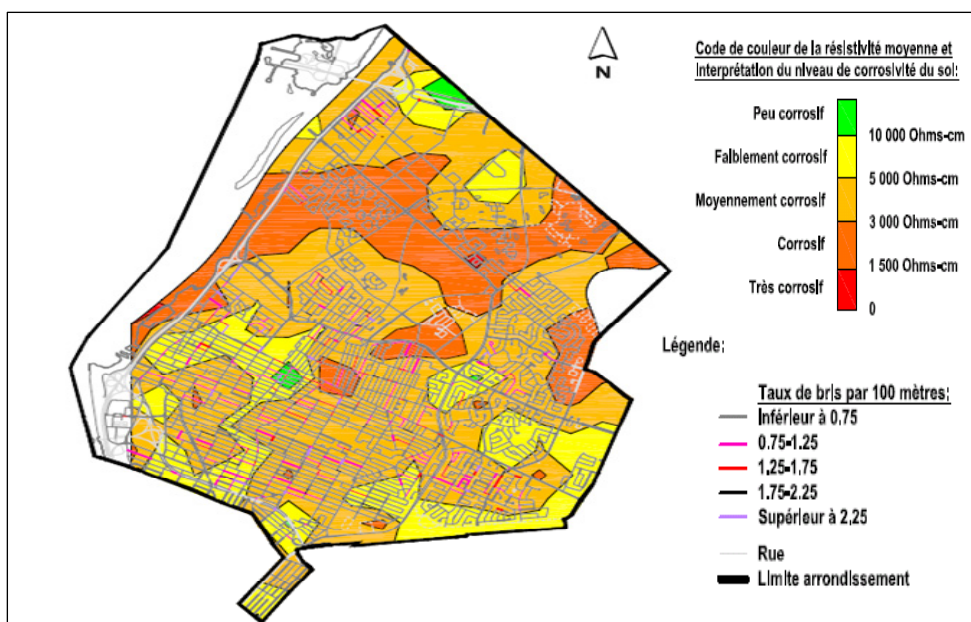 N
Code de couleur de la résistivité moyenne et
Interprétation du niveau de corrosivité du sol:
Peu corrosif
10 000 Ohms-cm
Faiblement corrosif
5 000 Ohms-cm
Moyennement corrosif
3 000 Ohms-cm
Corrosif
1 500 Ohms-cm
Très corrosif
0
Légende:
Taux de bris par 100 mètres:
Inférieur à 0,75
0.75-1.25
1,25-1,75
1.75-2.25
Supérieur à 2,25
Rue
Limite arrondissement